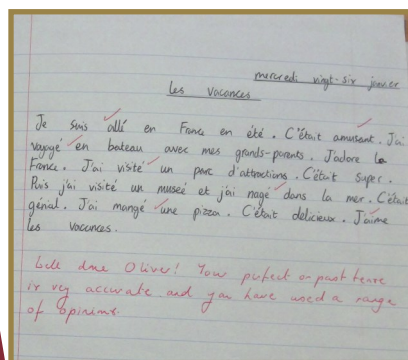 mercredi vingt-six janvier
les vacances
Je suis allé en France en été. C'était amusant. J'ai
voyagé en bateau avec mes grands-parents. J'adore la
France. J'ai visité un parc d'attractions. C'était super.
Puis j'ai visité un museé et j'ai nagé dans la mer. C'était
génial. J'ai mangé une pizza. C'était délicieux. J'aime
les vacances.
Well done Oliver! Your perfect or past tense
is very accurate and you have used a range
of opinions.